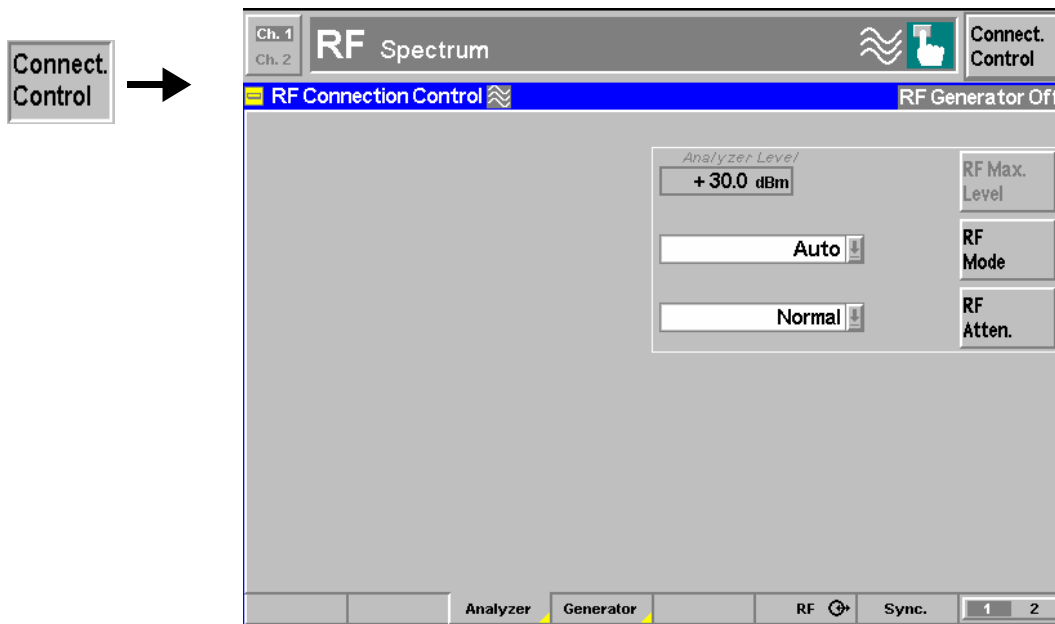 Connect.
Control
Ch. 1
Ch. 2
RF Spectrum
Connect.
Control
RF Connection Control
RF Generator Off
Analyzer Level
+ 30.0 dBm
RF Max.
Level
Auto
RF
Mode
Normal
RF
Atten.
Analyzer
Generator
RF
Sync.
1 2